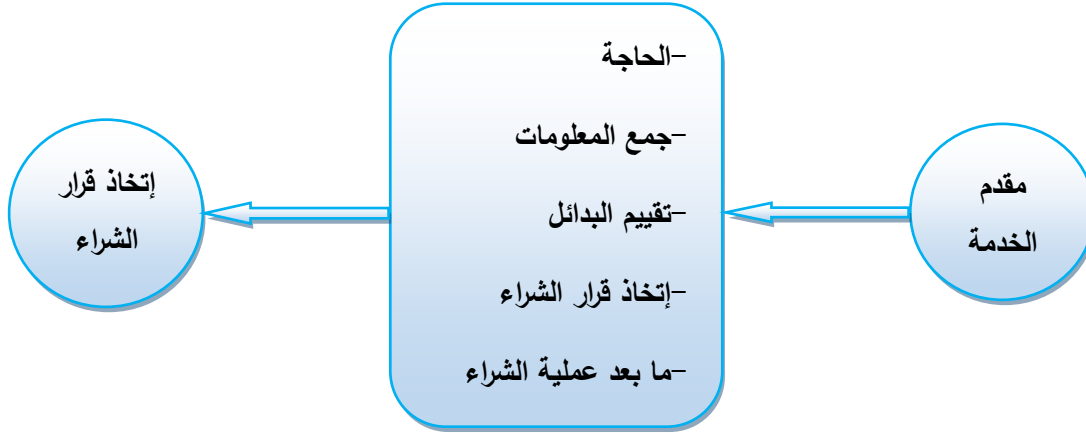 مقدم
الخدمة
-الحاجة
-جمع المعلومات
-تقييم البدائل
-إتخاذ قرار الشراء
-ما بعد عملية الشراء
إتخاذ قرار
الشراء